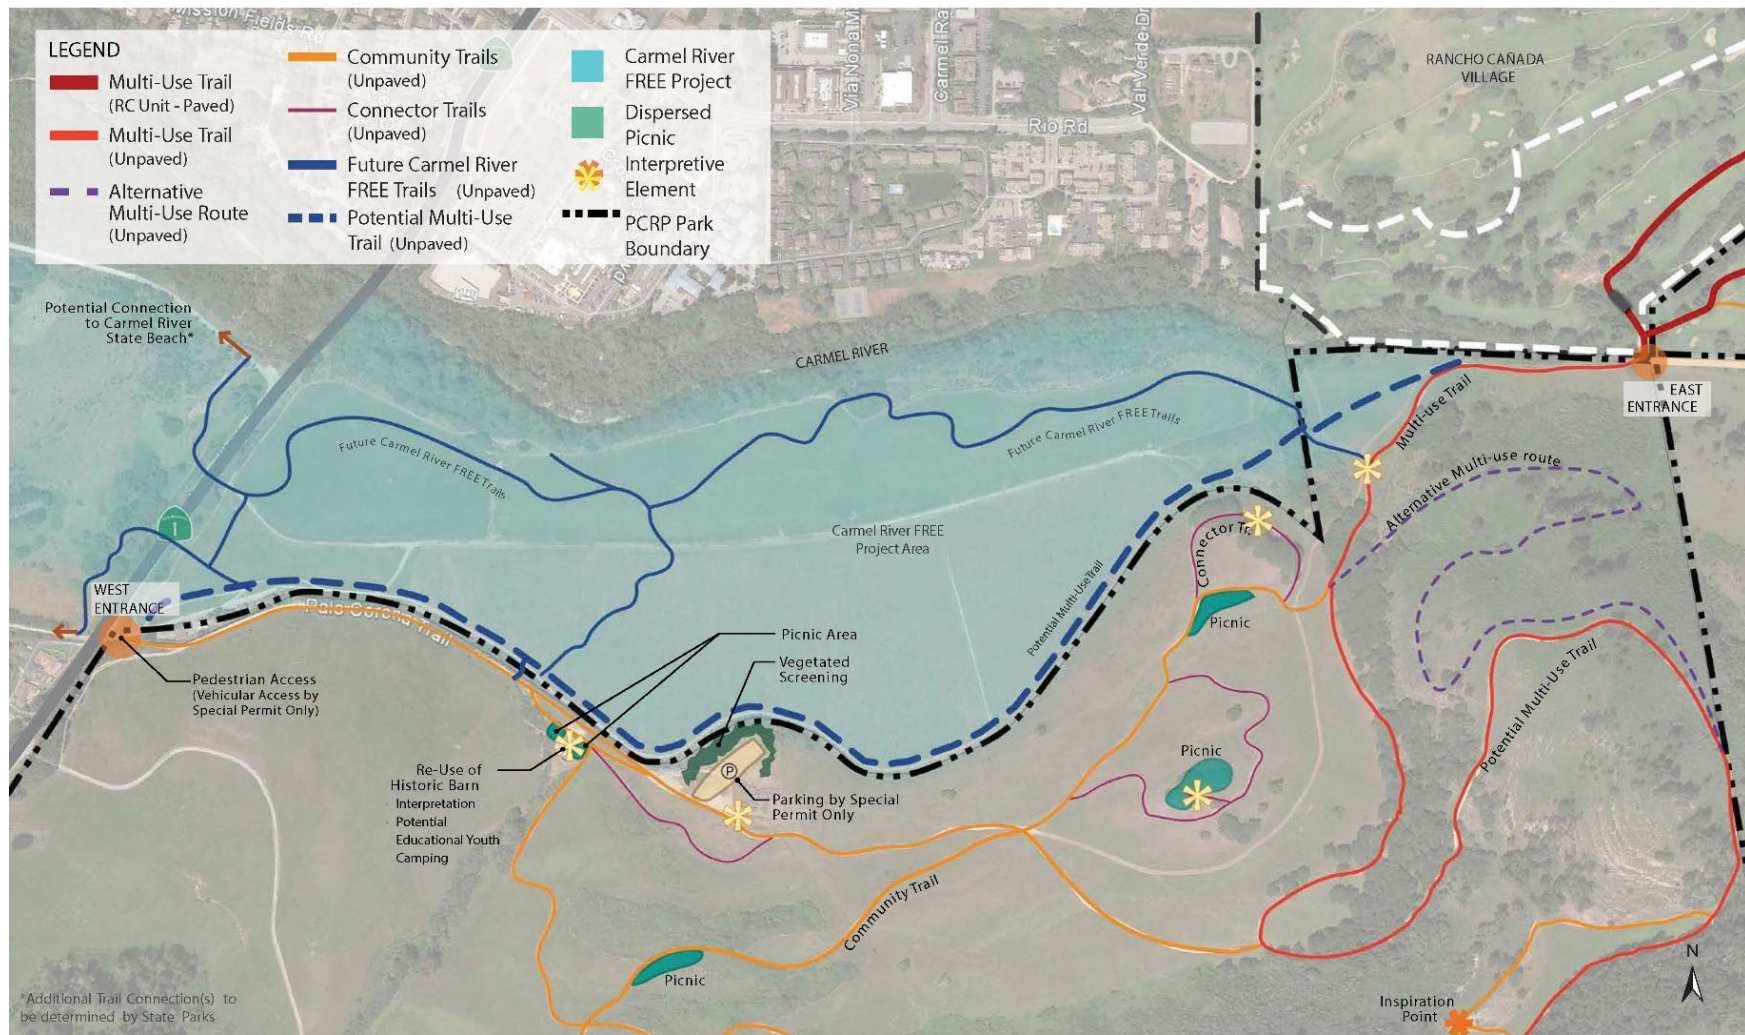 Mission Fields Rd
LEGEND
Multi-Use Trail
(RC Unit - Paved)
Multi-Use Trail
(Unpaved)
Alternative
Multi-Use Route
(Unpaved)
Community Trails
(Unpaved)
Connector Trails
(Unpaved)
Future Carmel River
FREE Trails (Unpaved)
Potential Multi-Use
Trail (Unpaved)
Carmel River
FREE Project
Dispersed
Picnic
Interpretive
Element
PCRP Park
Boundary
Via Nona
Carmel Ra
Val Verde Dr
Rio Rd
RANCHO CAÑADA
VILLAGE
Potential Connection
to Carmel River
State Beach*
CARMEL RIVER
EAST
ENTRANCE
Multi-use Trail
Future Carmel River FREE Trails
Future Carmel River FREE Trails
Alternative Multi-use route
1
Carmel River FREE
Project Area
Connector Tr.
WEST
ENTRANCE
Palo Corona Trail
Potential Multi-Use Trail
Picnic
Picnic Area
Vegetated
Screening
Pedestrian Access
(Vehicular Access by
Special Permit Only)
Potential Multi-Use Trail
Picnic
P
Re-Use of
Historic Barn
· Interpretation
· Potential
Educational Youth
Camping
Parking by Special
Permit Only
Community Trail
Picnic
N
*Additional Trail Connection(s) to
be determined by State Parks
Inspiration
Point